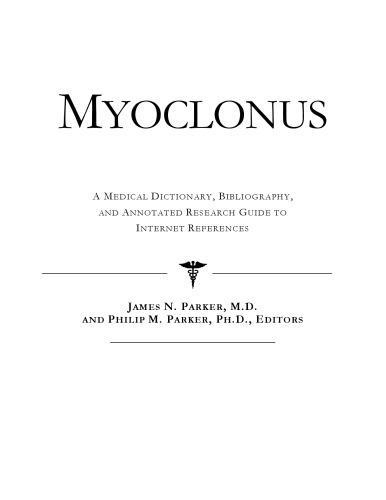 MYOCLONUS
A MEDICAL DICTIONARY, BIBLIOGRAPHY,
AND ANNOTATED RESEARCH GUIDE TO
INTERNET REFERENCES
JAMES N. PARKER, M.D.
AND PHILIP M. PARKER, PH.D., EDITORS